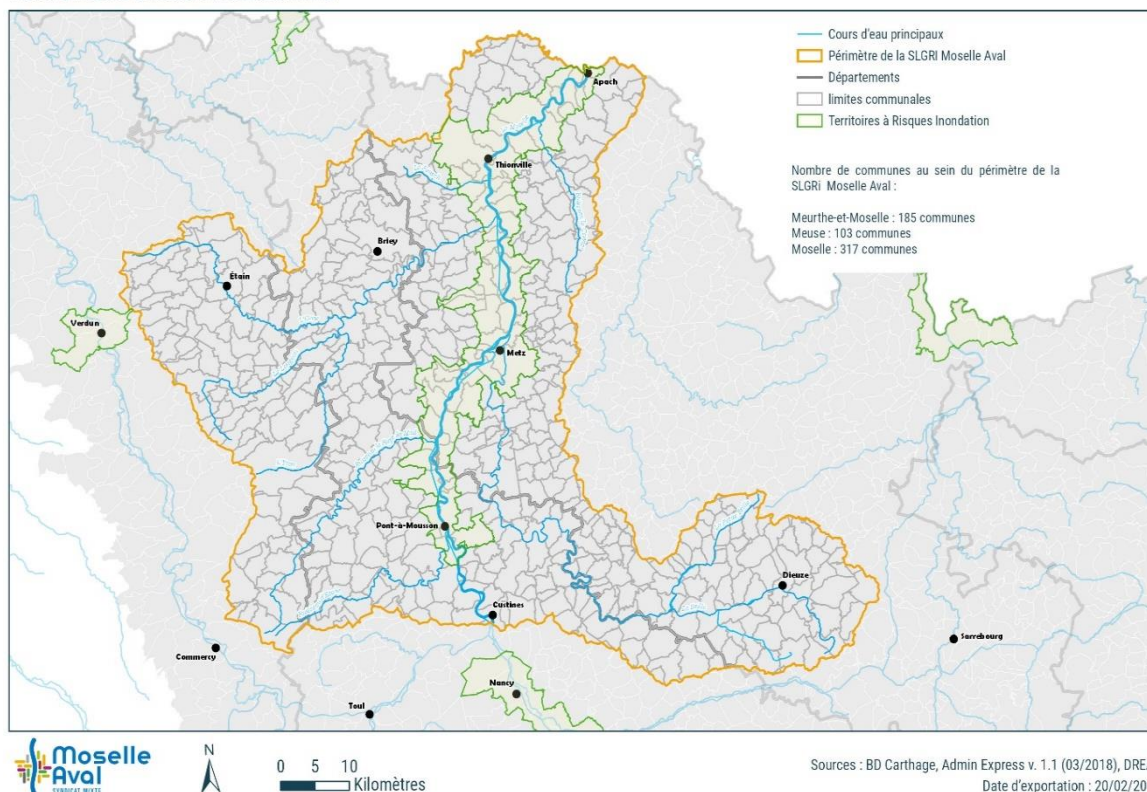 Cours d'eau principaux
Périmètre de la SLGRI Moselle Aval
Départements
limites communales
Territoires à Risques Inondation
Nombre de communes au sein du périmètre de la
SLGRi Moselle Aval :
Meurthe-et-Moselle : 185 communes
Meuse : 103 communes
Moselle : 317 communes
Apach
Thionville
Briey
Étain
Verdun
Metz
Pont-à-Mousson
Dieuze
Custines
Commercy
Sarrebourg
Nancy
Toul
Moselle
Aval
SYNDICAT MIXTE
N
0 5 10
Kilomètres
Sources : BD Carthage, Admin Express v. 1.1 (03/2018), DRE
Date d'exportation : 20/02/20